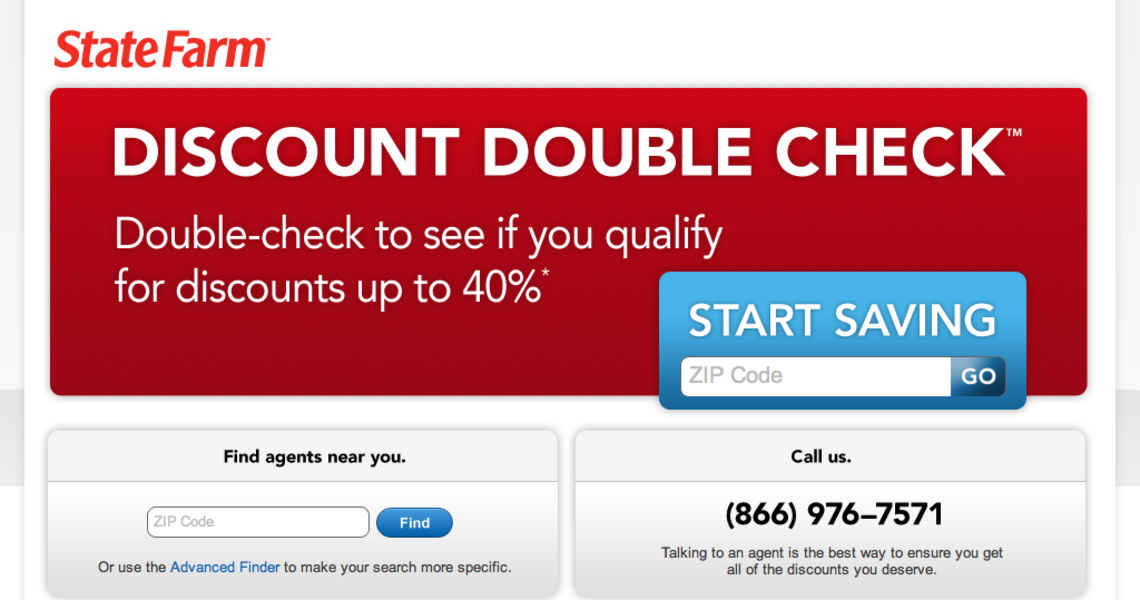 State Farm™
DISCOUNT DOUBLE CHECK™
Double-check to see if you qualify
for discounts up to 40%*
START SAVING
ZIP Code GO
Find agents near you.
ZIP Code Find
Or use the Advanced Finder to make your search more specific.
Call us.
(866) 976–7571
Talking to an agent is the best way to ensure you get
all of the discounts you deserve.